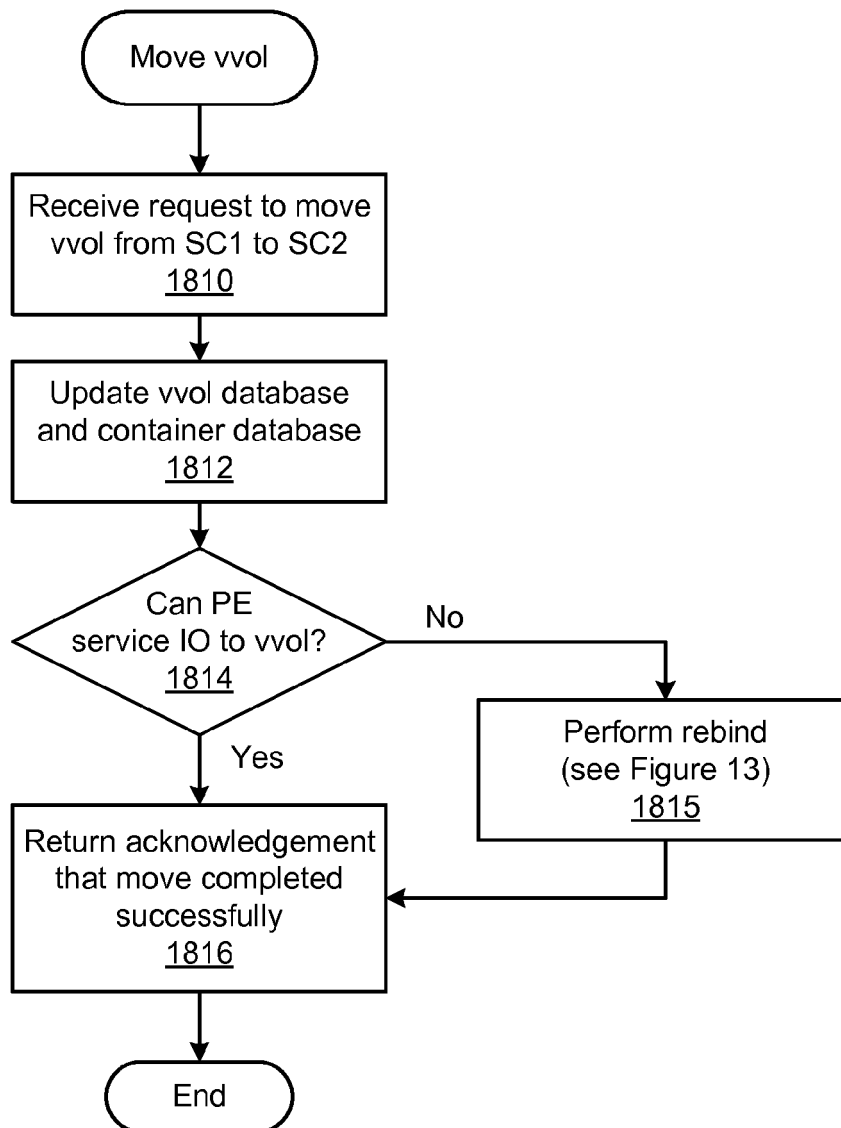 Move vvol
Receive request to move
vvol from SC1 to SC2
1810
Update vvol database
and container database
1812
Can PE
service IO to vvol?
1814
No
Yes
Perform rebind
(see Figure 13)
1815
Return acknowledgement
that move completed
successfully
1816
End